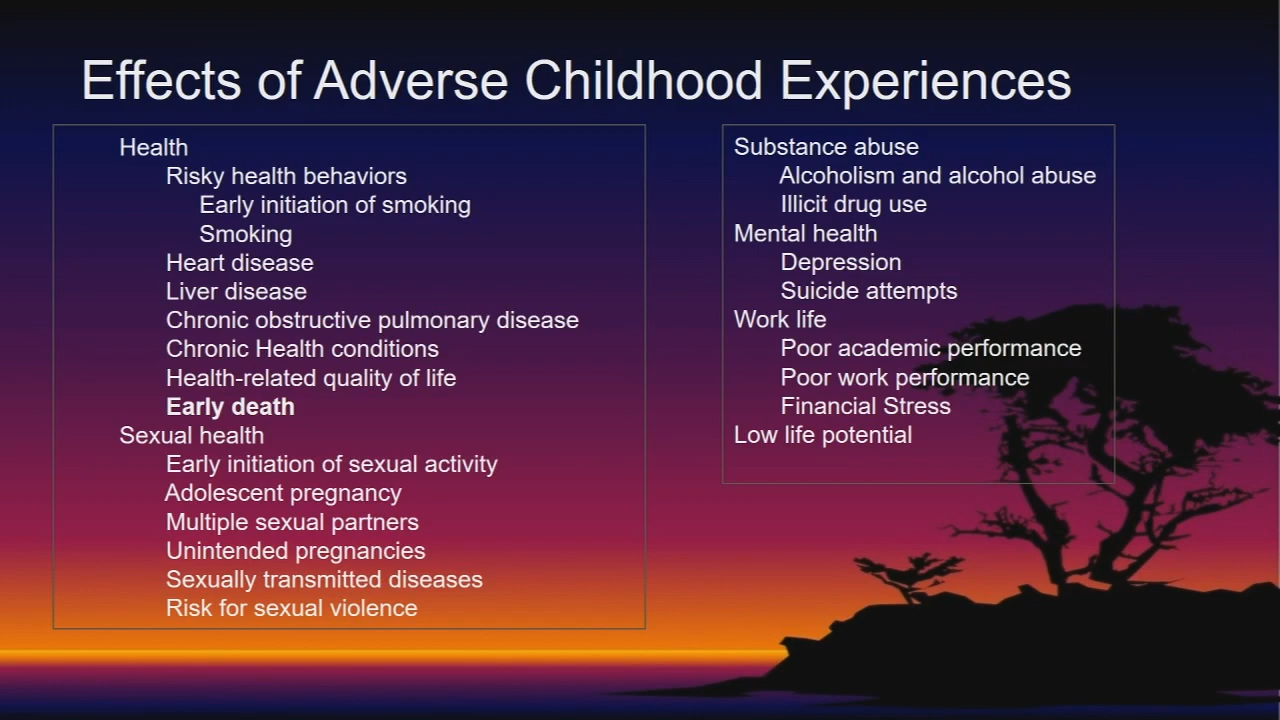 Effects of Adverse Childhood Experiences
Health
Risky health behaviors
Early initiation of smoking
Smoking
Heart disease
Liver disease
Chronic obstructive pulmonary disease
Chronic Health conditions
Health-related quality of life
Early death
Sexual health
Early initiation of sexual activity
Adolescent pregnancy
Multiple sexual partners
Unintended pregnancies
Sexually transmitted diseases
Risk for sexual violence
Substance abuse
Alcoholism and alcohol abuse
Illicit drug use
Mental health
Depression
Suicide attempts
Work life
Poor academic performance
Poor work performance
Financial Stress
Low life potential